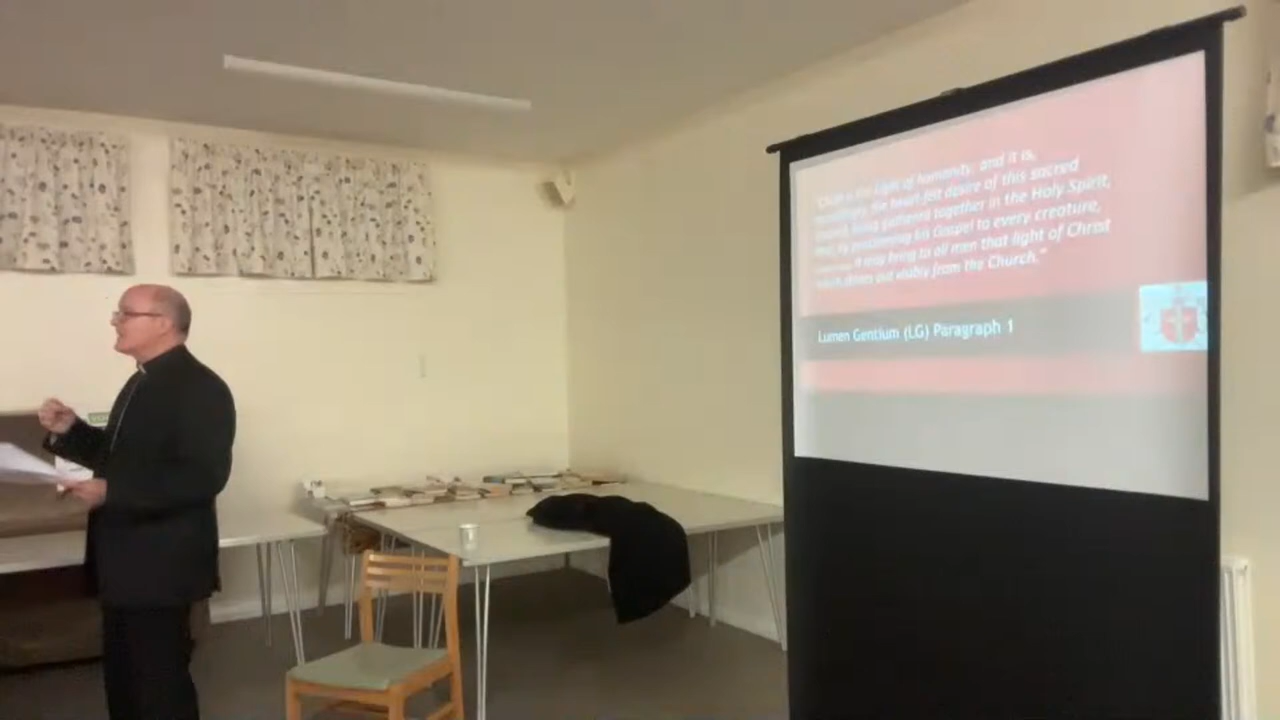 "Christ is the light of humanity; and it is,
the heart-felt desire of this sacred
being gathered together in the Holy Spirit,
that, by proclaiming his Gospel to every creature,
it may bring to all men that light of Christ
which shines out visibly from the Church."
Lumen Gentium (LG) Paragraph 1